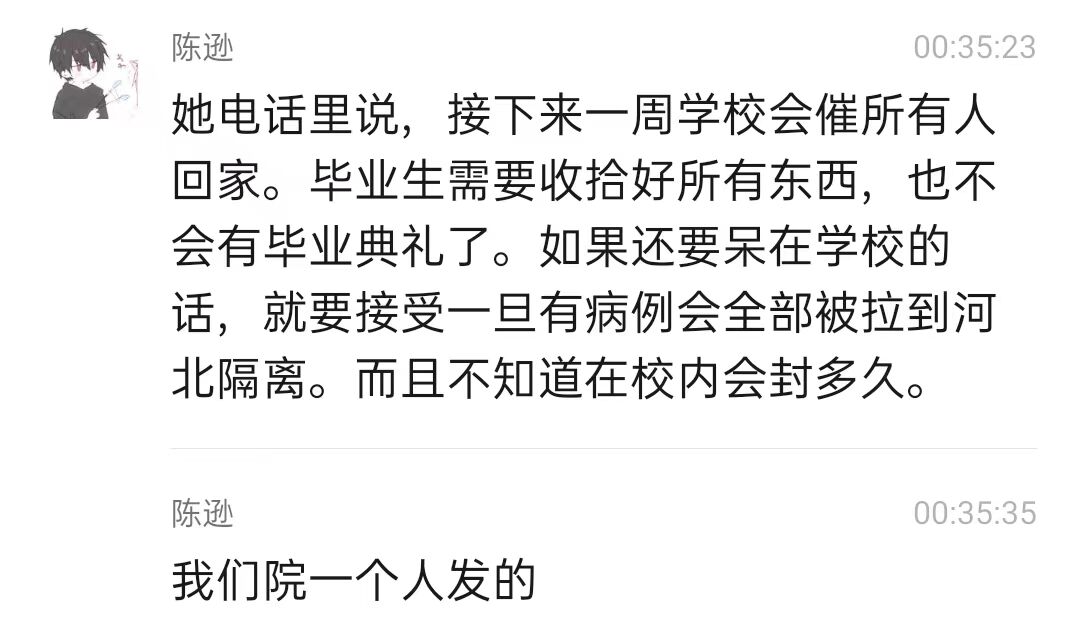 陈逊 00:35:23
她电话里说，接下来一周学校会催所有人
回家。毕业生需要收拾好所有东西，也不
会有毕业典礼了。如果还要呆在学校的
话，就要接受一旦有病例会全部被拉到河
北隔离。而且不知道在校内会封多久。
陈逊 00:35:35
我们院一个人发的